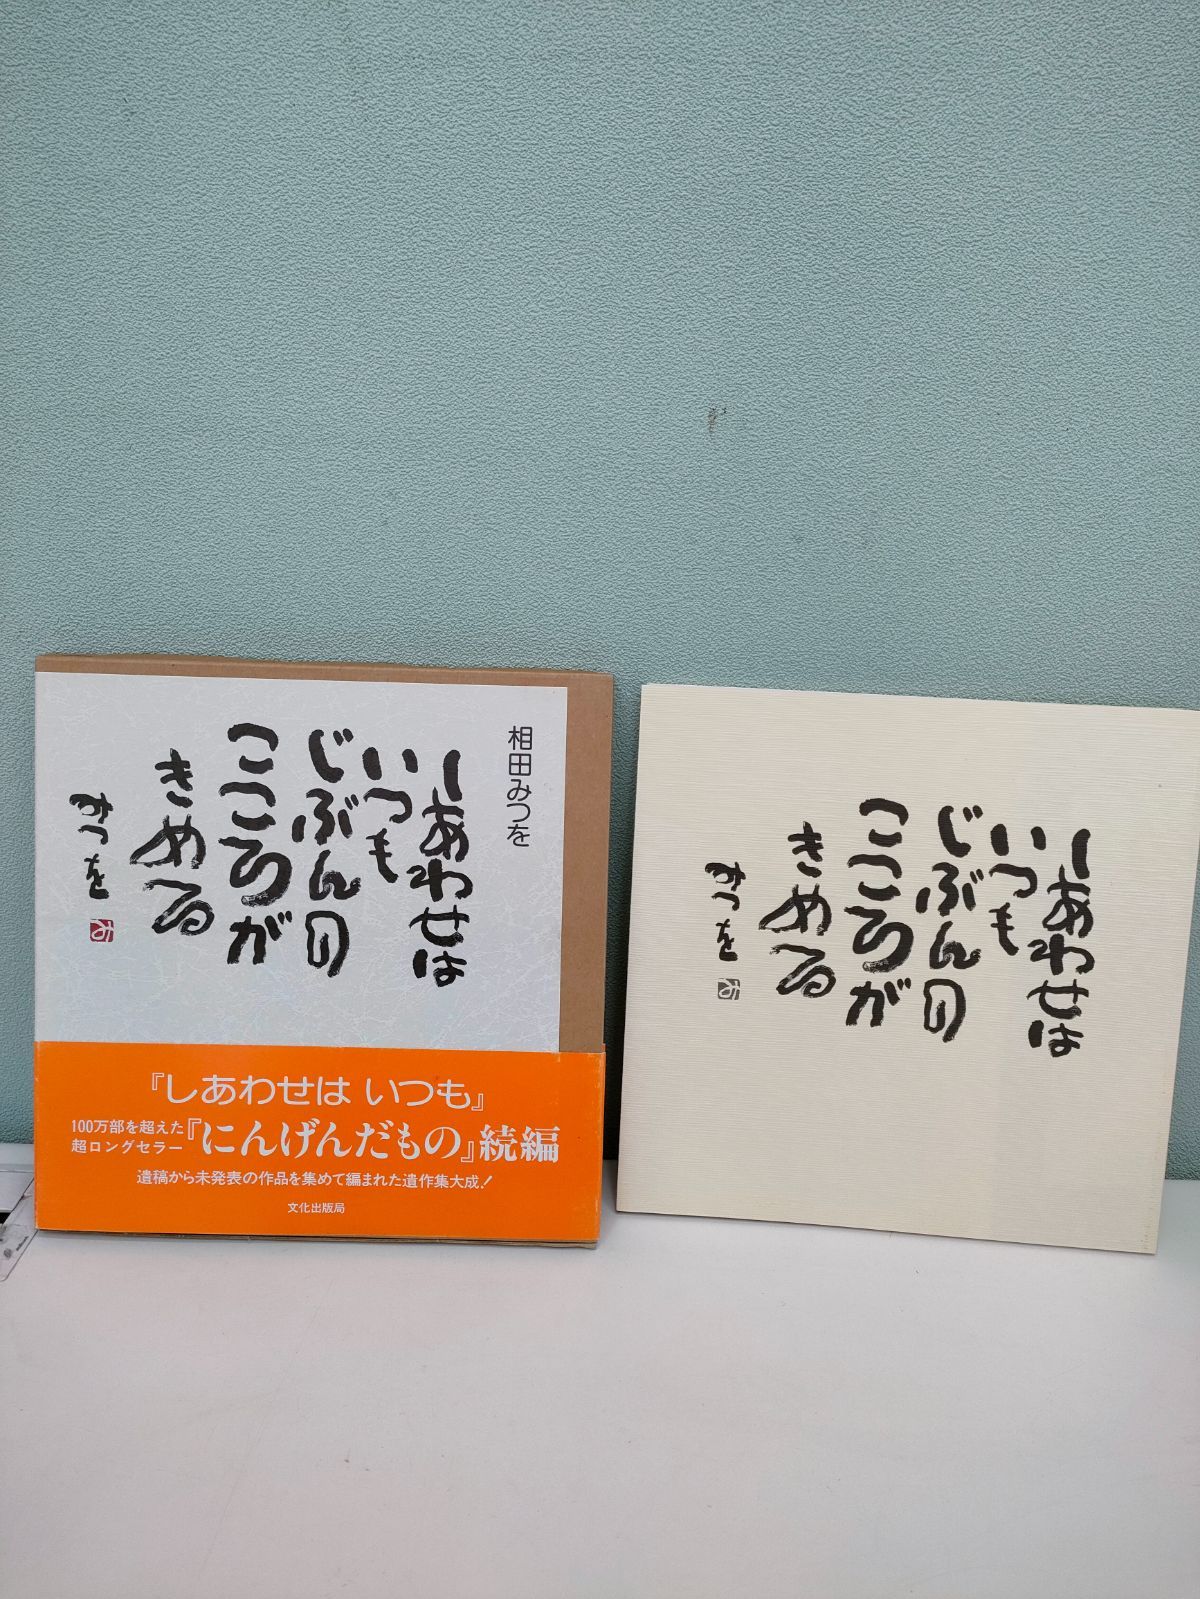 相田みつを
しあわせは
いつも
じぶんの
こころが
きめる
みつを
み
『しあわせは いつも』
100万部を超えた
超ロングセラー
『にんげんだもの』続編
遺稿から未発表の作品を集めて編まれた遺作集大成!
文化出版局
しあわせは
いつも
じぶんの
こころが
きめる
みつを
み